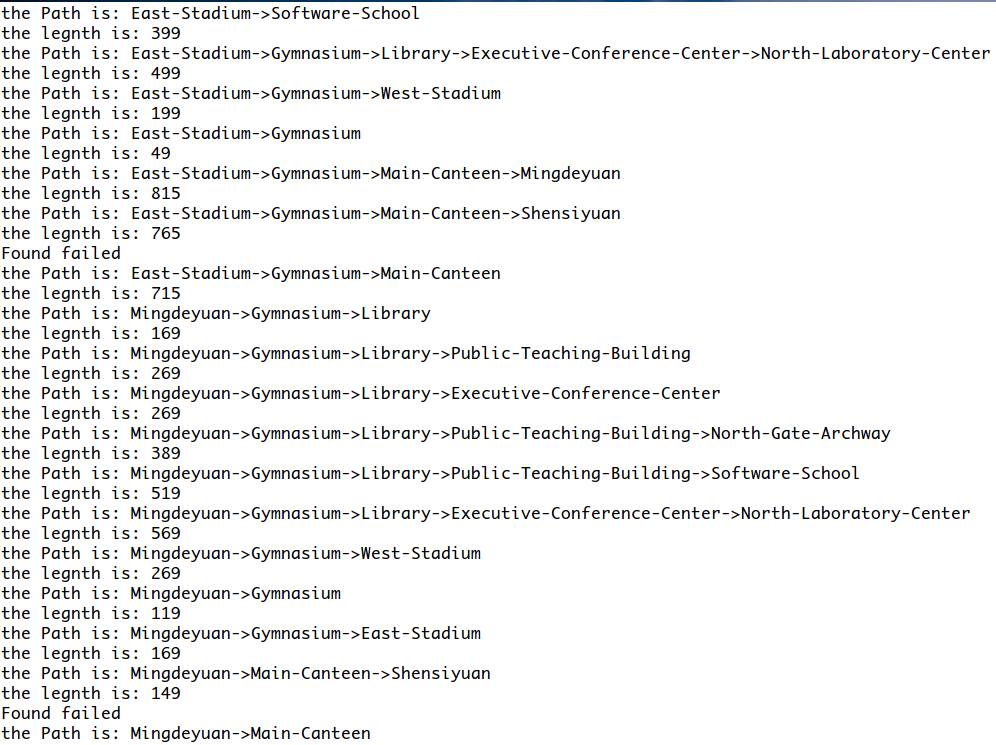 the Path is: East-Stadium->Software-School
the legnth is: 399
the Path is: East-Stadium->Gymnasium->Library->Executive-Conference-Center->North-Laboratory-Center
the legnth is: 499
the Path is: East-Stadium->Gymnasium->West-Stadium
the legnth is: 199
the Path is: East-Stadium->Gymnasium
the legnth is: 49
the Path is: East-Stadium->Gymnasium->Main-Canteen->Mingdeyuan
the legnth is: 815
the Path is: East-Stadium->Gymnasium->Main-Canteen->Shensiyuan
the legnth is: 765
Found failed
the Path is: East-Stadium->Gymnasium->Main-Canteen
the legnth is: 715
the Path is: Mingdeyuan->Gymnasium->Library
the legnth is: 169
the Path is: Mingdeyuan->Gymnasium->Library->Public-Teaching-Building
the legnth is: 269
the Path is: Mingdeyuan->Gymnasium->Library->Executive-Conference-Center
the legnth is: 269
the Path is: Mingdeyuan->Gymnasium->Library->Public-Teaching-Building->North-Gate-Archway
the legnth is: 389
the Path is: Mingdeyuan->Gymnasium->Library->Public-Teaching-Building->Software-School
the legnth is: 519
the Path is: Mingdeyuan->Gymnasium->Library->Executive-Conference-Center->North-Laboratory-Center
the legnth is: 569
the Path is: Mingdeyuan->Gymnasium->West-Stadium
the legnth is: 269
the Path is: Mingdeyuan->Gymnasium
the legnth is: 119
the Path is: Mingdeyuan->Gymnasium->East-Stadium
the legnth is: 169
the Path is: Mingdeyuan->Main-Canteen->Shensiyuan
the legnth is: 149
Found failed
the Path is: Mingdeyuan->Main-Canteen